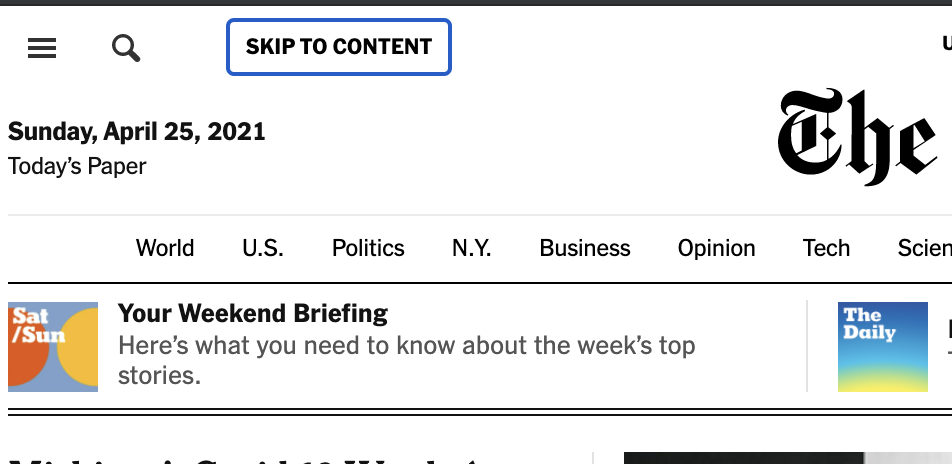 SKIP TO CONTENT
Sunday, April 25, 2021
Today's Paper
The
World U.S. Politics N.Y. Business Opinion Tech
Sat
/Sun
Your Weekend Briefing
Here's what you need to know about the week's top
stories.
The
Daily